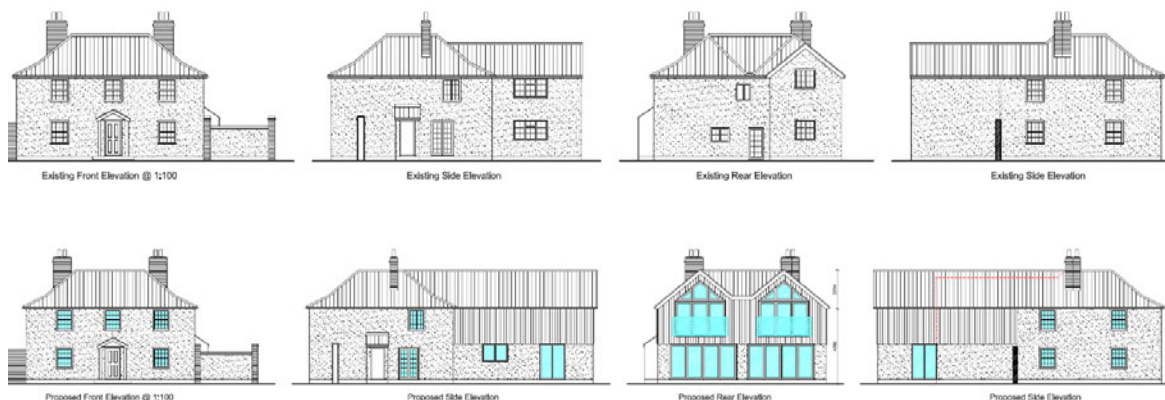 Existing Front Elevation @ 1:100
Existing Side Elevation
Existing Rear Elevation
Existing Side Elevation
Proposed Front Elevation @ 1:100
Proposed Side Elevation
Proposed Rear Elevation
Proposed Side Elevation